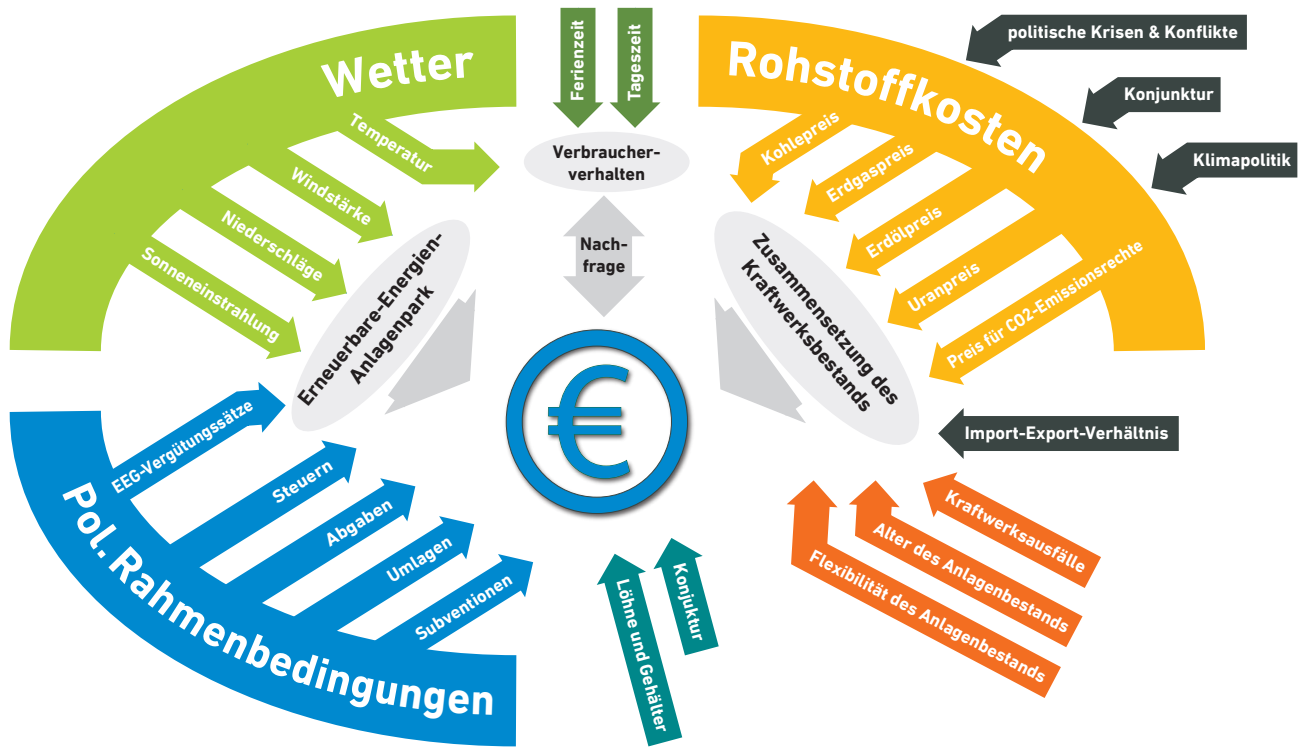 Wetter
Temperatur
Windstärke
Niederschläge
Sonneneinstrahlung
Ferienzeit
Tageszeit
Verbraucher-
verhalten
Nach-
frage
Rohstoffkosten
Kohlepreis
Erdgaspreis
Erdölpreis
Uranpreis
Preis für CO2-Emissionsrechte
politische Krisen & Konflikte
Konjunktur
Klimapolitik
Erneuerbare-Energien-
Anlagenpark
Zusammensetzung des
Kraftwerksbestands
€
Import-Export-Verhältnis
Pol. Rahmenbedingungen
EEG-Vergütungssätze
Steuern
Abgaben
Umlagen
Subventionen
Löhne und Gehälter
Konjuktur
Kraftwerksausfälle
Alter des Anlagenbestands
Flexibilität des Anlagenbestands